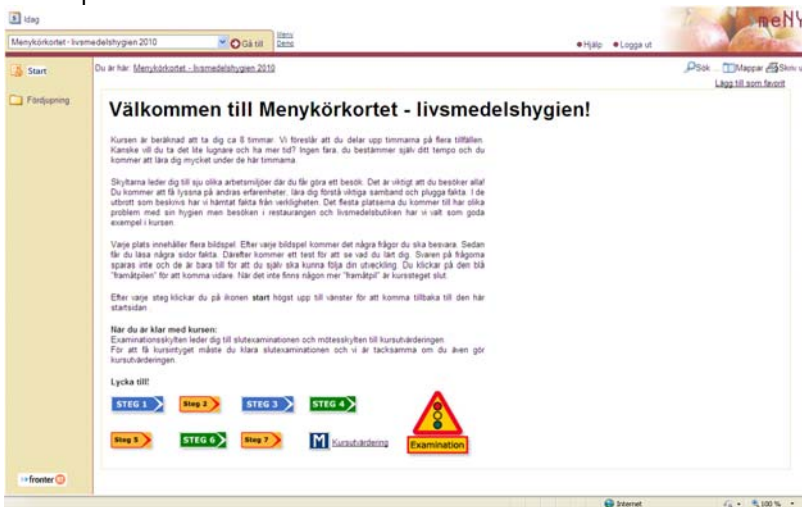 Idag
Menykörkortet - livsmedelshygien 2010
Gå till
Meny
Demo
Hjälp
Logga ut
meNY
Start
Fördjupning
Du är här: Menykörkortet - livsmedelshygien 2010
Sök
Mappar
Skriv u
Lägg till som favorit
Välkommen till Menykörkortet - livsmedelshygien!
Kursen är beräknad att ta dig ca 6 timmar. Vi föreslår att du delar upp timmarna på flera tillfällen.
Kanske vill du ta det lite lugnare och ha mer tid? Ingen fara, du bestämmer själv ditt tempo och du
kommer att lära dig mycket under de här timmarna.
Skyltarna leder dig till sju olika arbetsmiljöer där du får göra ett besök. Det är viktigt att du besöker alla!
Du kommer att få lyssna på andras erfarenheter, lära dig förstå viktiga samband och plugga fakta. I de
utbrott som beskrivs har vi hämtat fakta från verkligheten. Det flesta platserna du kommer till har olika
problem med sin hygien men besöken i restaurangen och livsmedelsbutiken har vi valt som goda
exempel i kursen.
Varje plats innehåller flera bildspel. Efter varje bildspel kommer det några frågor du ska besvara. Sedan
får du läsa några sidor fakta. Därefter kommer ett test för att se vad du lärt dig. Svaren på frågorna
sparas inte och de är bara till för att du själv ska kunna följa din utveckling. Du klickar på den blå
"framåtpilen" för att komma vidare. När det inte finns någon mer "framåtpil" är kurssteget slut.
Efter varje steg klickar du på ikonen start högst upp till vänster för att komma tillbaka till den här
startsidan.
När du är klar med kursen:
Examinationsskylten leder dig till slutexaminationen och mötesskylten till kursutvärderingen.
För att få kursintyget måste du klara slutexaminationen och vi är tacksamma om du även gör
kursutvärderingen.
Lycka till!
STEG 1
Steg 2
STEG 3
STEG 4
Steg 5
STEG 6
Steg 7
M
Kursutvärdering
Examination
fronter
Internet
100 %